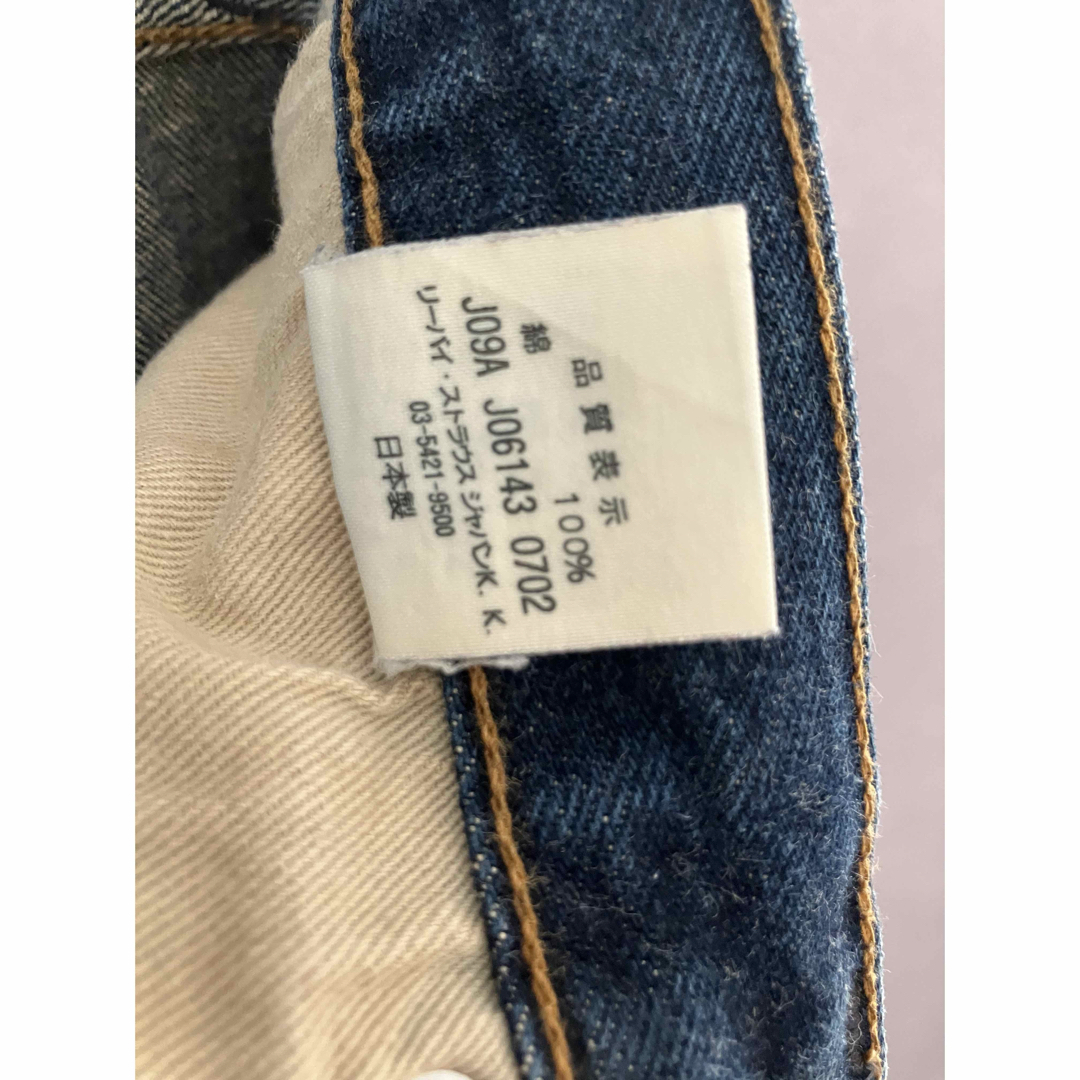 品質表示
綿 100%
J09A J06143 0702
リーバイ・ストラウス ジャパンK.K.
03-5421-9500
日本製